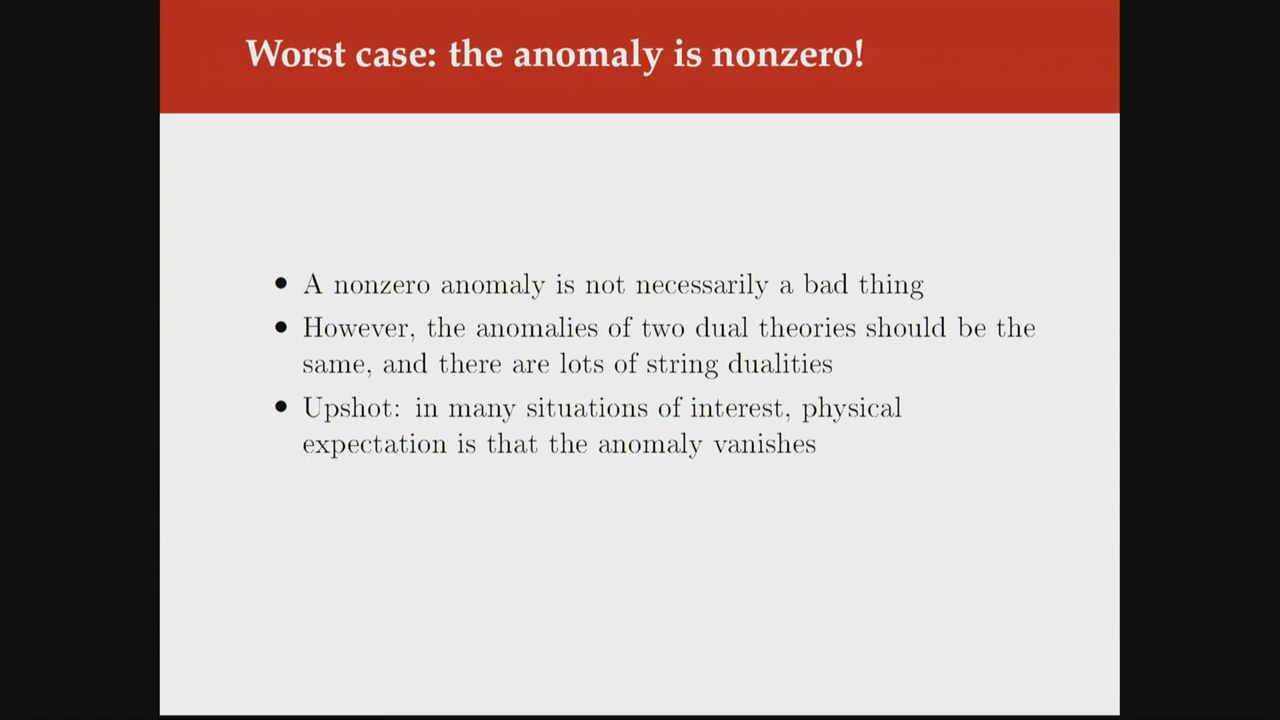 Worst case: the anomaly is nonzero!
• A nonzero anomaly is not necessarily a bad thing
• However, the anomalies of two dual theories should be the
same, and there are lots of string dualities
• Upshot: in many situations of interest, physical
expectation is that the anomaly vanishes